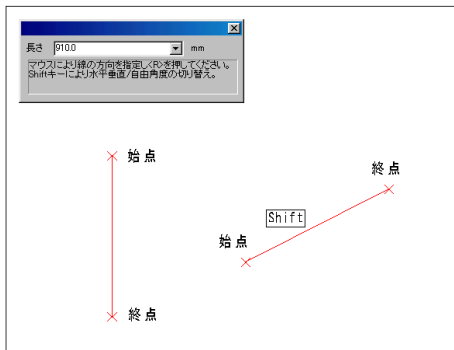 長さ 910.0 mm
マウスにより線の方向を指定し<R>を押してください。
Shiftキーにより水平垂直/自由角度の切り替え。
始点
終点
Shift
始点
終点